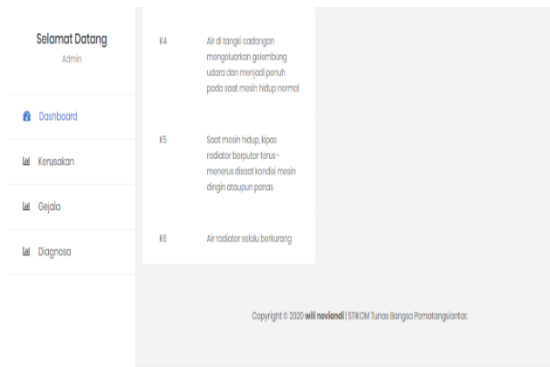 Selamat Datang
Admin
Dashboard
Kerusakan
Gejala
Diagnosa
K4 Air di tangki cadangan
mengeluarkan gelembung
udara dan menjadi penuh
pada saat mesin hidup normal
K5 Saat mesin hidup, kipas
radiator berputar terus -
menerus disaat kondisi mesin
dingin ataupun panas
K6 Air radiator selalu berkurang
Copyright © 2020 wili noviandi | STIKOM Tunas Bangsa Pematangsiantar.